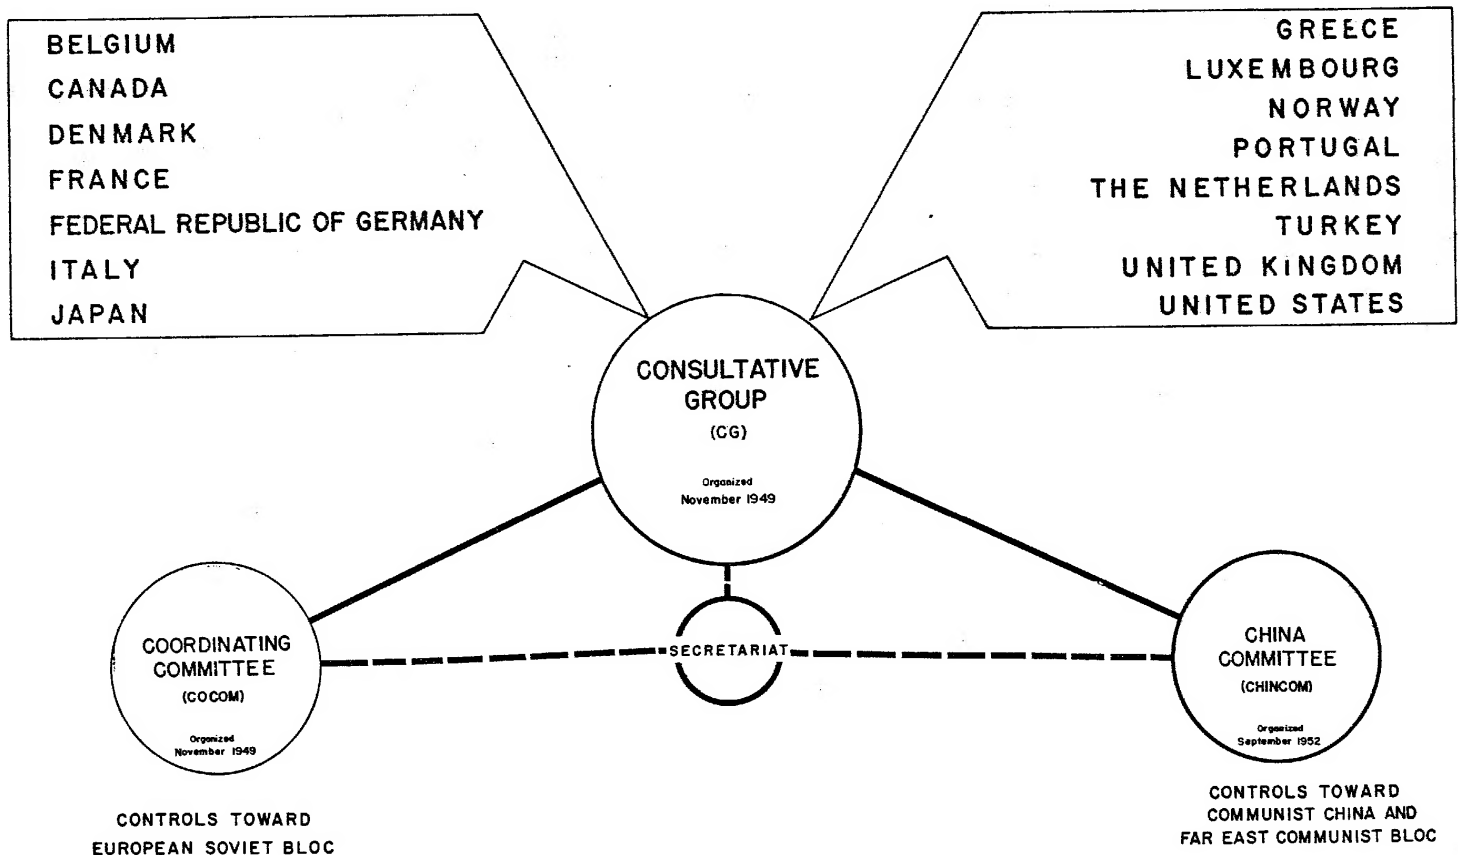 BELGIUM
CANADA
DENMARK
FRANCE
FEDERAL REPUBLIC OF GERMANY
ITALY
JAPAN
GREECE
LUXEMBOURG
NORWAY
PORTUGAL
THE NETHERLANDS
TURKEY
UNITED KINGDOM
UNITED STATES
CONSULTATIVE
GROUP
(CG)
Organized
November 1949
SECRETARIAT
COORDINATING
COMMITTEE
(COCOM)
Organized
November 1949
CONTROLS TOWARD
EUROPEAN SOVIET BLOC
CHINA
COMMITTEE
(CHINCOM)
Organized
September 1952
CONTROLS TOWARD
COMMUNIST CHINA AND
FAR EAST COMMUNIST BLOC